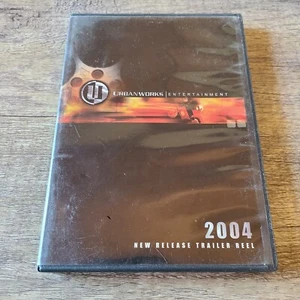 URBANWORKS | ENTERTAINMENT
2004
NEW RELEASE TRAILER REEL